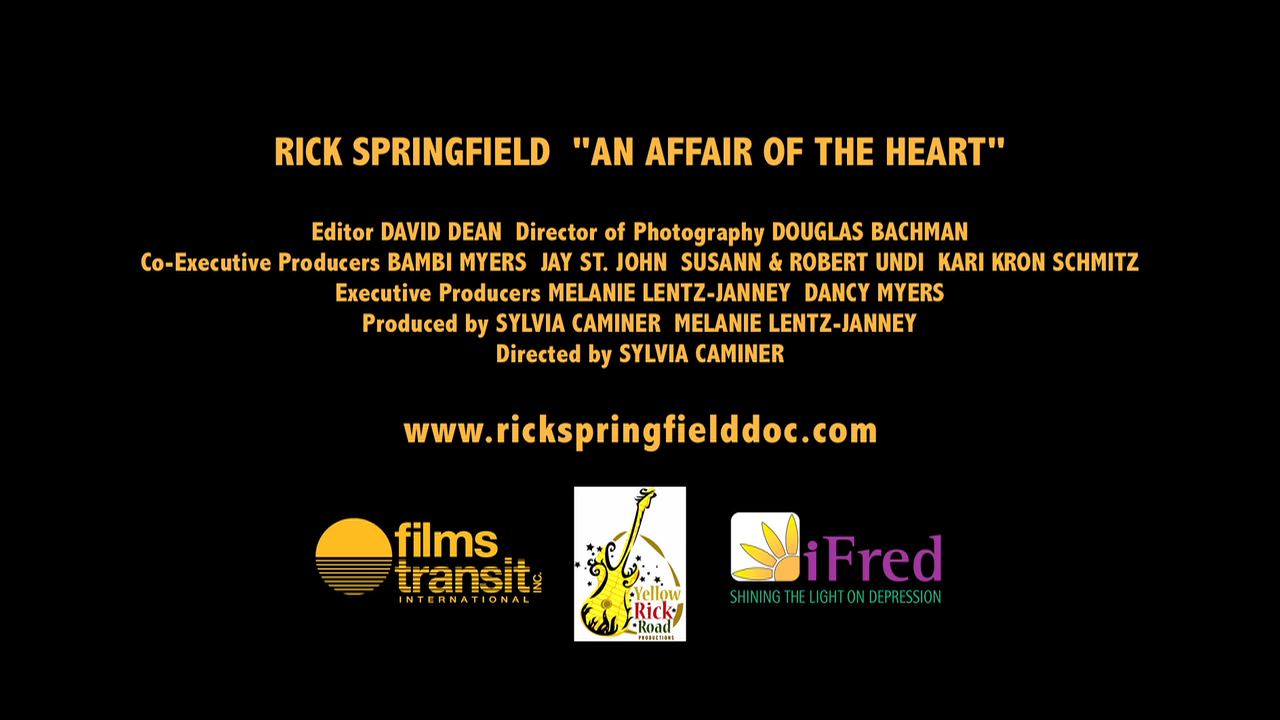 RICK SPRINGFIELD "AN AFFAIR OF THE HEART"
Editor DAVID DEAN Director of Photography DOUGLAS BACHMAN
Co-Executive Producers BAMBI MYERS JAY ST. JOHN SUSANN & ROBERT UNDI KARI KRON SCHMITZ
Executive Producers MELANIE LENTZ-JANNEY DANCY MYERS
Produced by SYLVIA CAMINER MELANIE LENTZ-JANNEY
Directed by SYLVIA CAMINER
www.rickspringfielddoc.com
films
transit INC.
INTERNATIONAL
Yellow
Rick
Road
PRODUCTIONS
iFred
SHINING THE LIGHT ON DEPRESSION